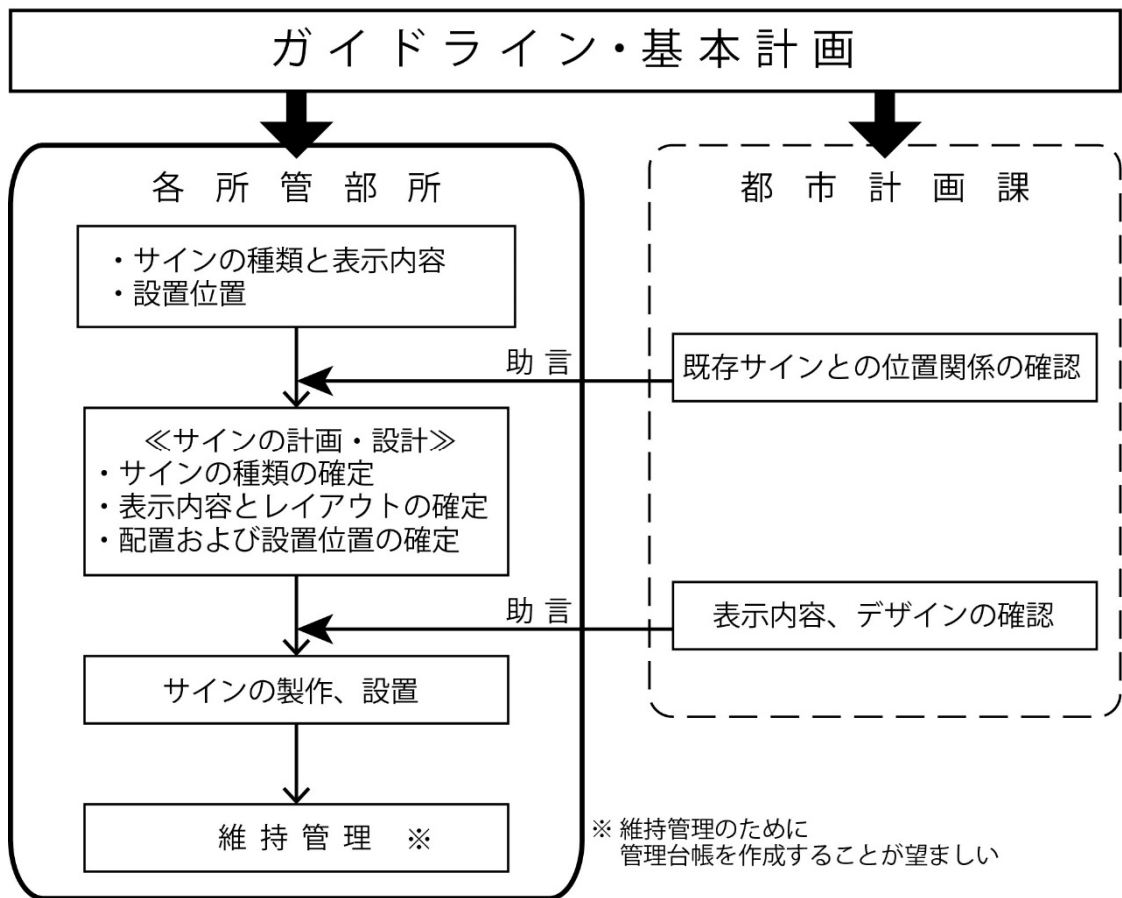 ガイドライン・基本計画
各所管部所
・サインの種類と表示内容
・設置位置
助言
≪サインの計画・設計≫
・サインの種類の確定
・表示内容とレイアウトの確定
・配置および設置位置の確定
助言
サインの製作、設置
維持管理 ※
都市計画課
既存サインとの位置関係の確認
表示内容、デザインの確認
※ 維持管理のために
管理台帳を作成することが望ましい